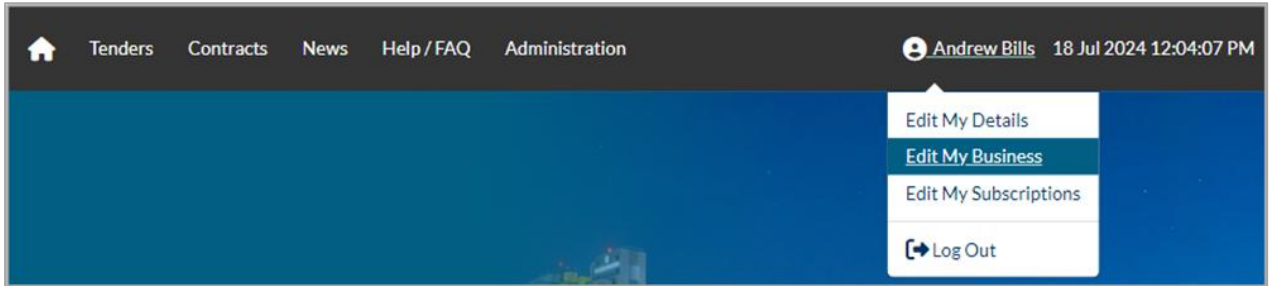 Tenders Contracts News Help / FAQ Administration Andrew Bills 18 Jul 2024 12:04:07 PM
Edit My Details
Edit My Business
Edit My Subscriptions
Log Out